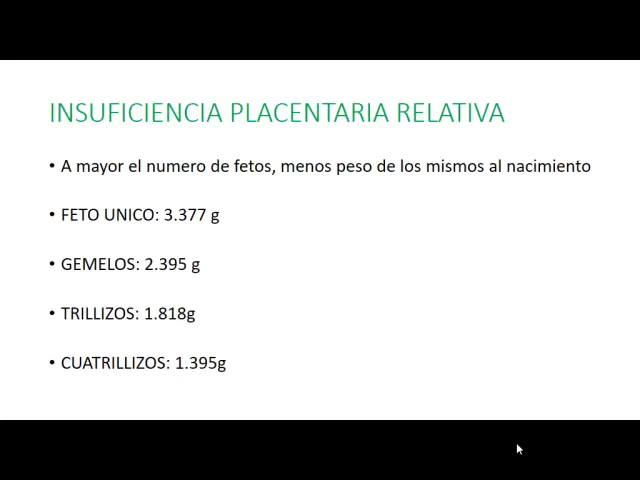 INSUFICIENCIA PLACENTARIA RELATIVA
• A mayor el numero de fetos, menos peso de los mismos al nacimiento
• FETO UNICO: 3.377 g
• GEMELOS: 2.395 g
• TRILLIZOS: 1.818g
• CUATRILLIZOS: 1.395g